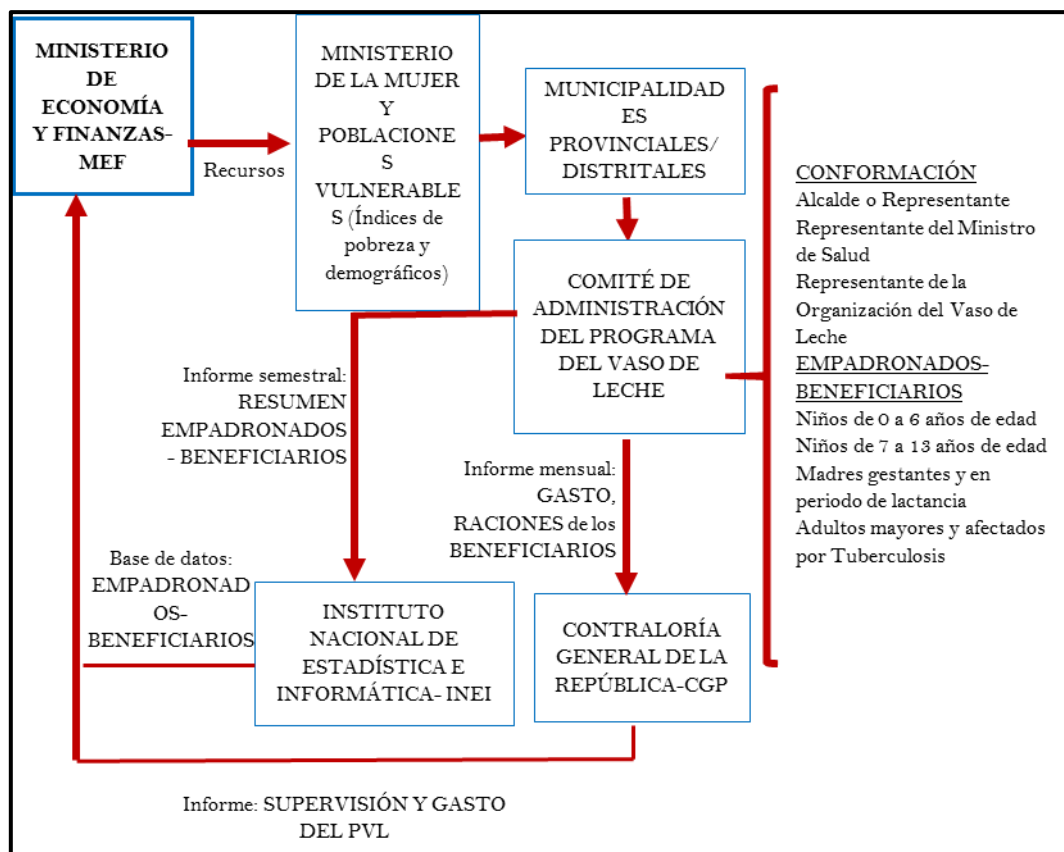 MINISTERIO
DE
ECONOMÍA
Y FINANZAS-
MEF
Recursos
MINISTERIO
DE LA MUJER
Y
POBLACIONE
S
VULNERABLE
S (Índices de
pobreza y
demográficos)
MUNICIPALIDAD
ES
PROVINCIALES/
DISTRITALES
COMITÉ DE
ADMINISTRACIÓN
DEL PROGRAMA
DEL VASO DE
LECHE
CONFORMACIÓN
Alcalde o Representante
Representante del Ministro
de Salud
Representante de la
Organización del Vaso de
Leche
EMPADRONADOS-
BENEFICIARIOS
Niños de 0 a 6 años de edad
Niños de 7 a 13 años de edad
Madres gestantes y en
periodo de lactancia
Adultos mayores y afectados
por Tuberculosis
Informe semestral:
RESUMEN
EMPADRONADOS
- BENEFICIARIOS
Informe mensual:
GASTO,
RACIONES de los
BENEFICIARIOS
Base de datos:
EMPADRONAD
OS-
BENEFICIARIOS
INSTITUTO
NACIONAL DE
ESTADÍSTICA E
INFORMÁTICA- INEI
CONTRALORÍA
GENERAL DE LA
REPÚBLICA-CGP
Informe: SUPERVISIÓN Y GASTO
DEL PVL